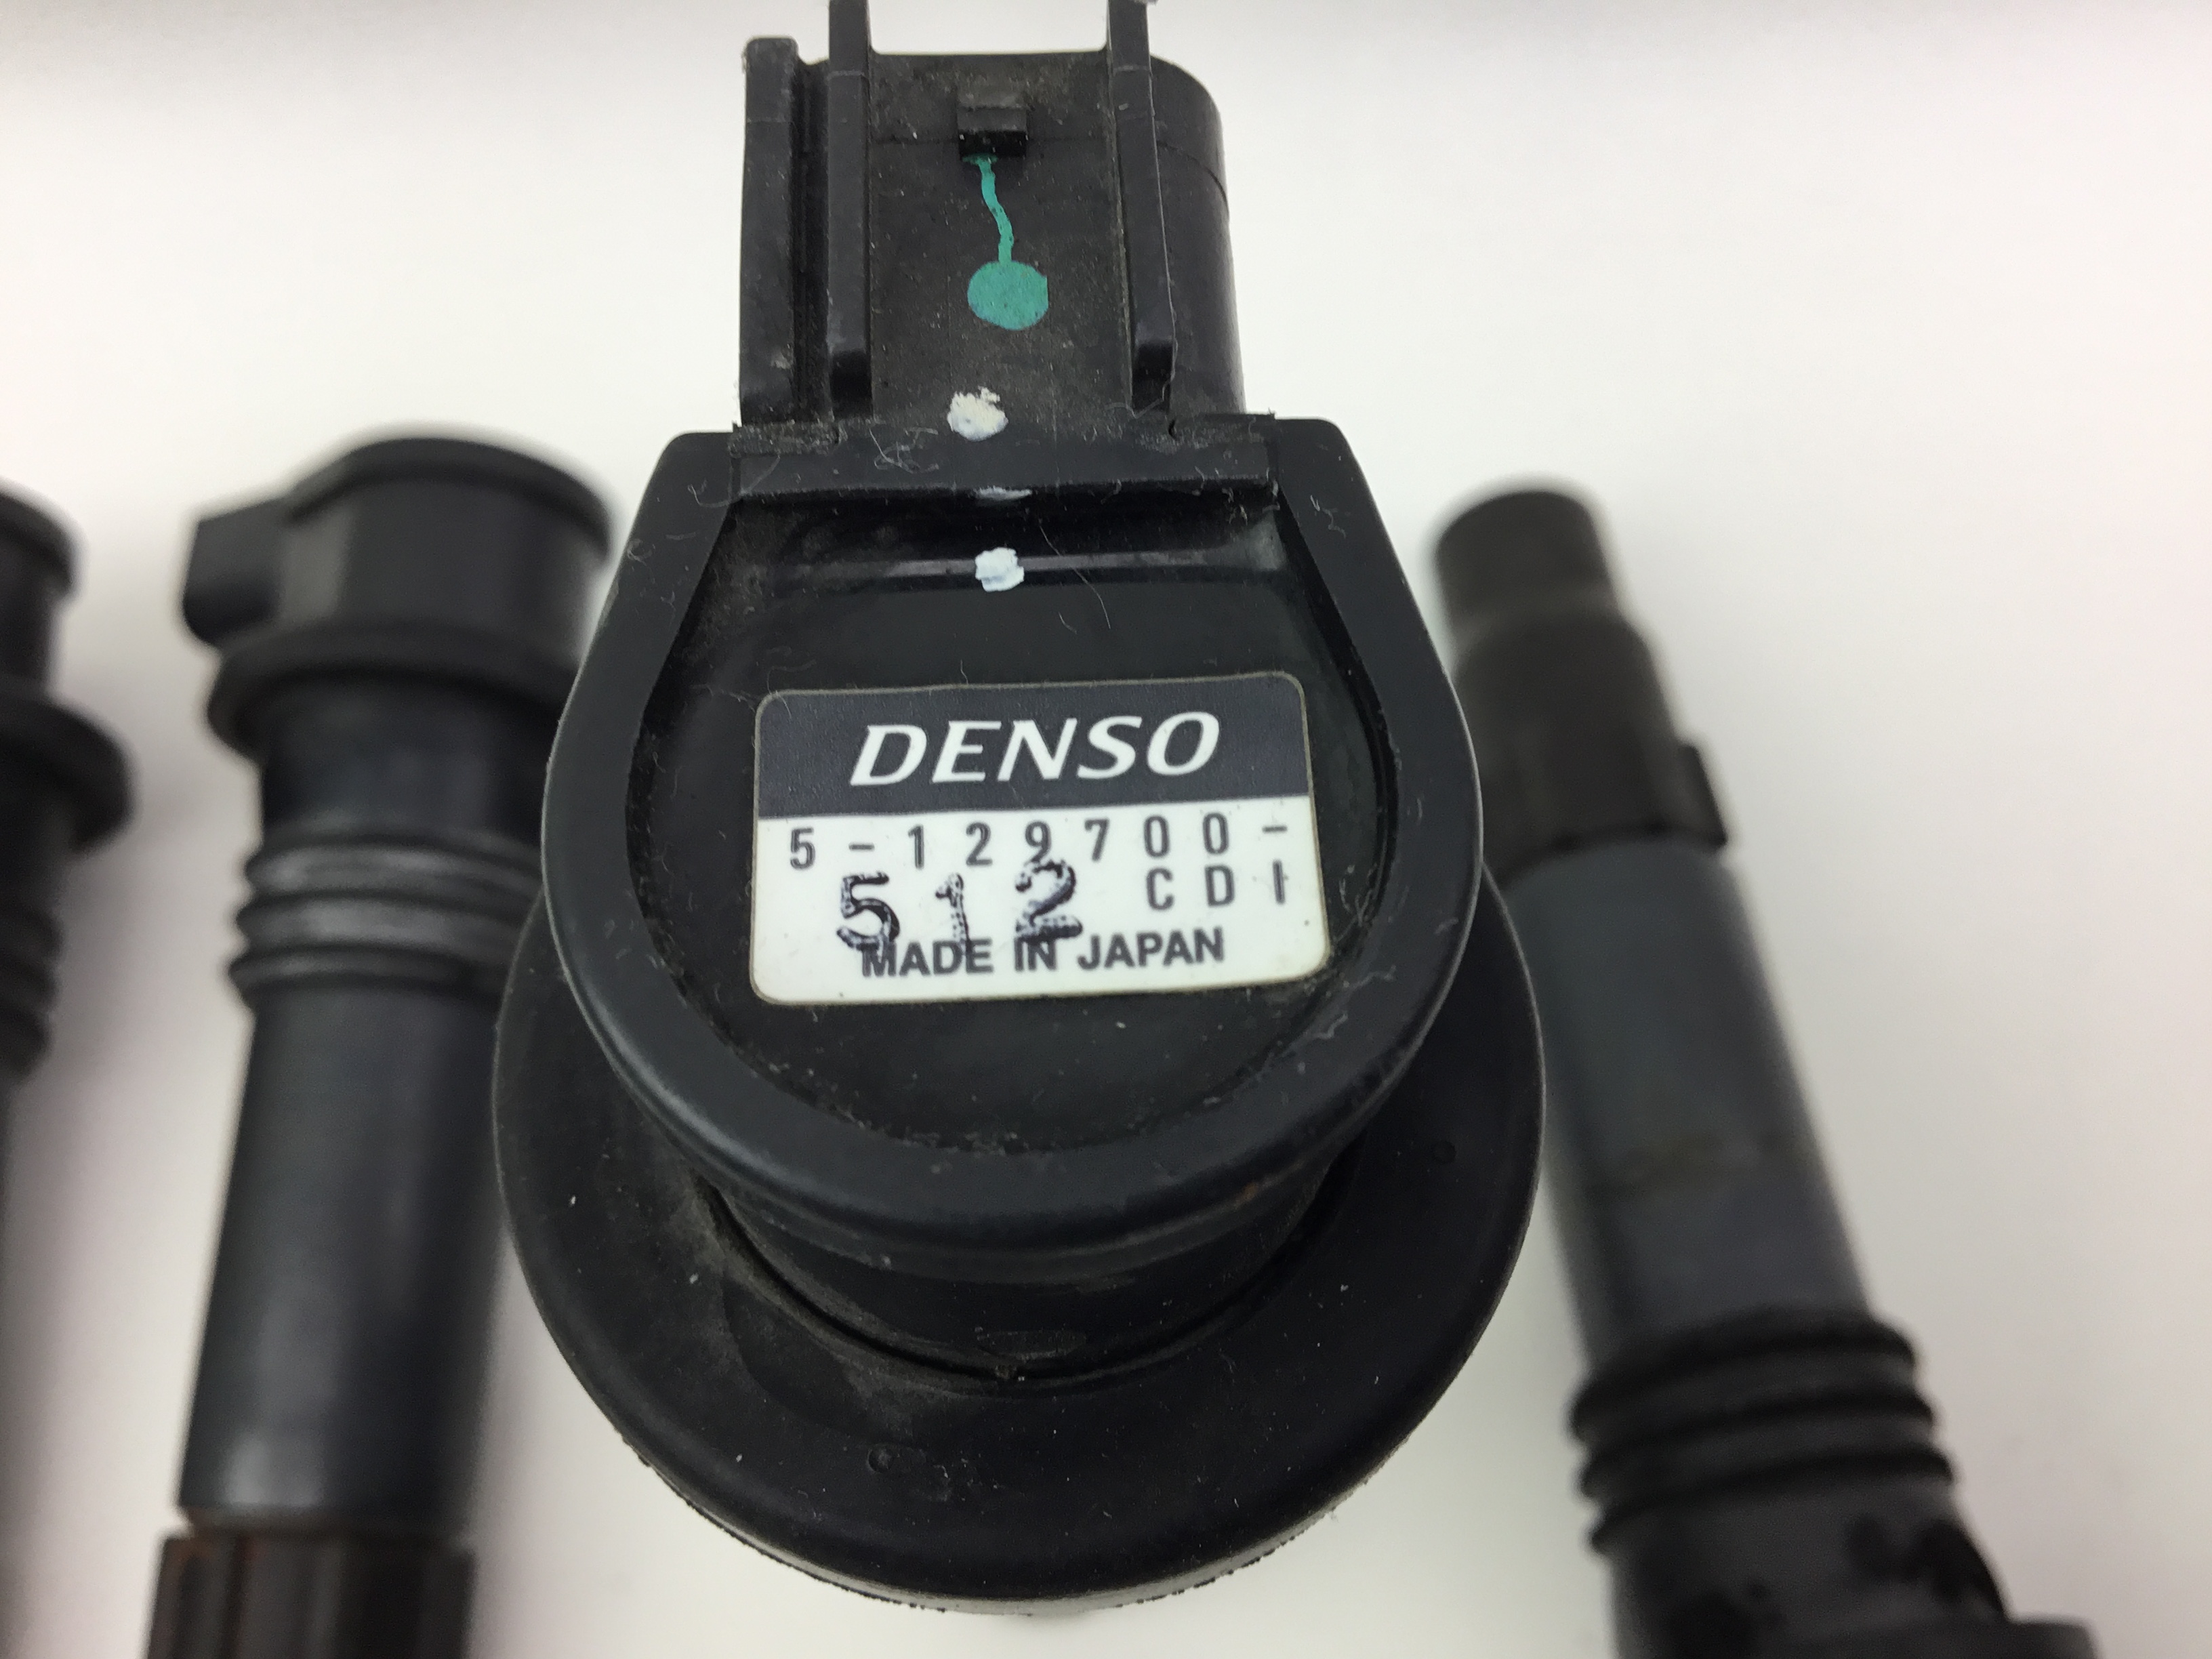 DENSO
5-129700-
512 CDI
MADE IN JAPAN